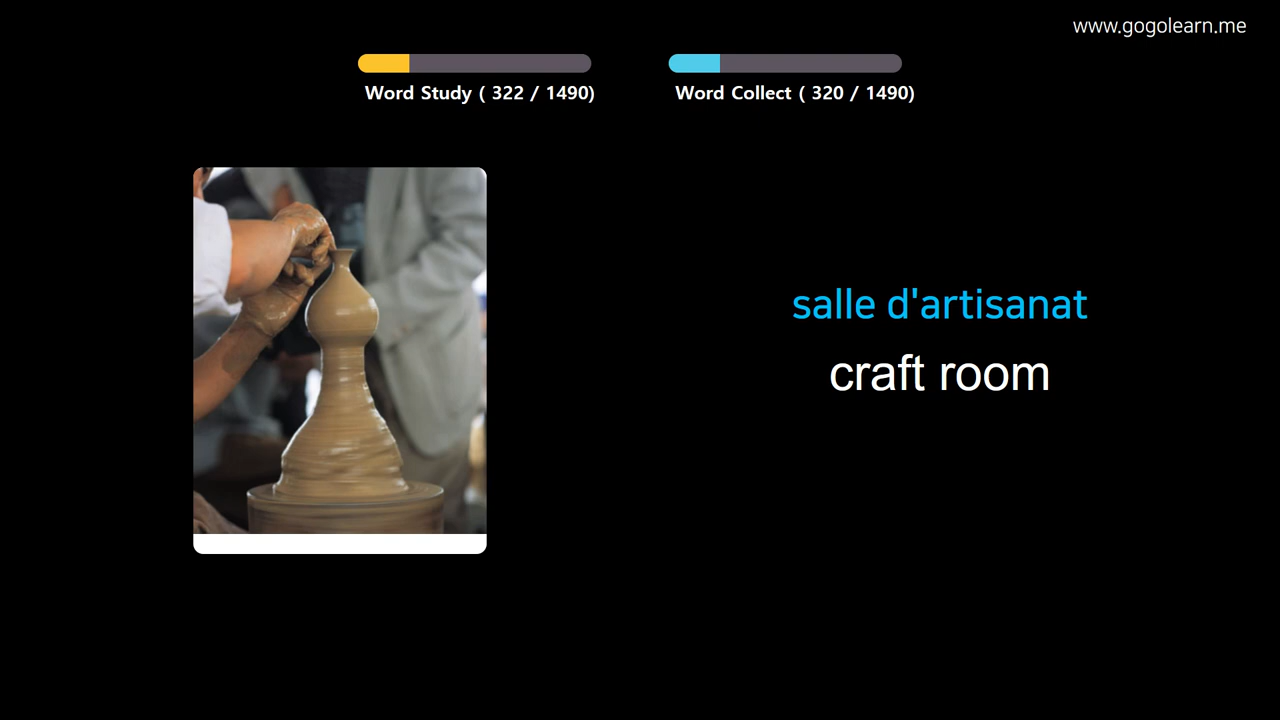 www.gogolearn.me
Word Study ( 322 / 1490)
Word Collect ( 320 / 1490)
salle d'artisanat
craft room